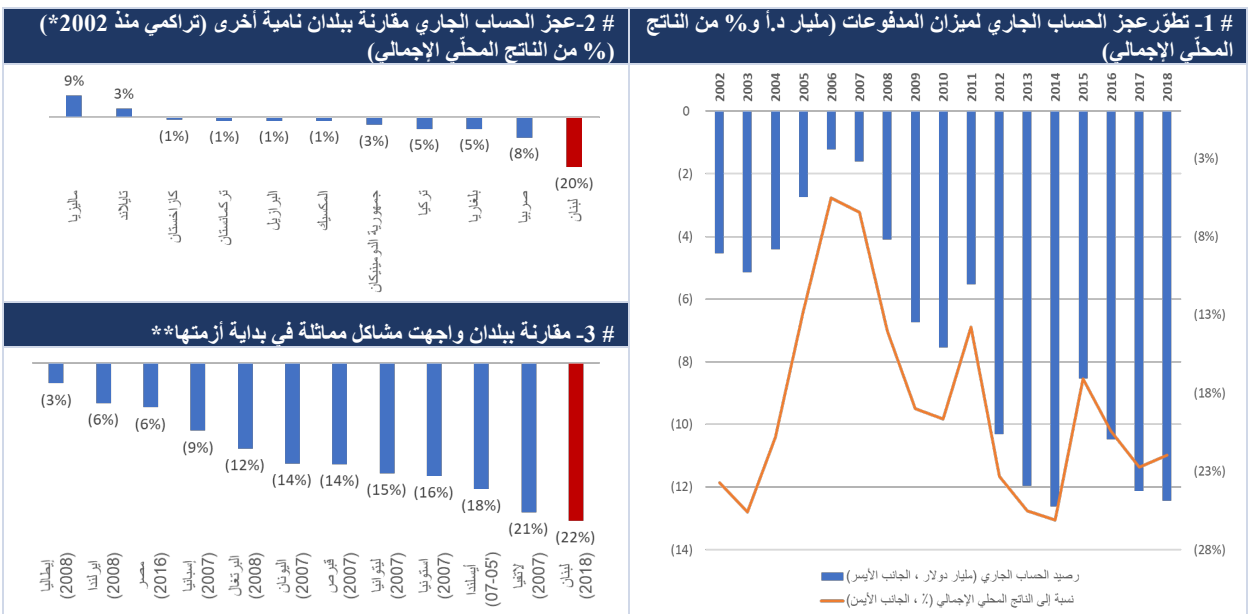 # 1- تطوّر عجز الحساب الجاري لميزان المدفوعات (مليار د.أ و% من الناتج
المحلّي الإجمالي)
2002 2003 2004 2005 2006 2007 2008 2009 2010 2011 2012 2013 2014 2015 2016 2017 2018
0
(2)
(4)
(6)
(8)
(10)
(12)
(14)
(3%)
(8%)
(13%)
(18%)
(23%)
(28%)
رصيد الحساب الجاري (مليار دولار ، الجانب الأيسر)
نسبة إلى الناتج المحلي الإجمالي (٪ ، الجانب الأيمن)
# 2-عجز الحساب الجاري مقارنة ببلدان نامية أخرى (تراكمي منذ 2002*)
(% من الناتج المحلّي الإجمالي)
9% 3% (1%) (1%) (1%) (1%) (3%) (5%) (5%) (8%) (20%)
ماليزيا
تايلاند
كازاخستان
تركمانستان
البرازيل
المكسيك
جمهورية الدومينيكان
تركيا
بلغاريا
صربيا
لبنان
# 3- مقارنة ببلدان واجهت مشاكل مماثلة في بداية أزمتها**
(3%) (6%) (6%) (9%) (12%) (14%) (14%) (15%) (16%) (18%) (21%) (22%)
إيطاليا
(2008)
ايرلندا
(2008)
مصر
(2016)
إسبانيا
(2007)
البرتغال
(2008)
اليونان
(2007)
قبرص
(2007)
ليتوانيا
(2007)
استونيا
(2007)
أيسلندا
(07-05')
لاتفيا
(2007)
لبنان
(2018)